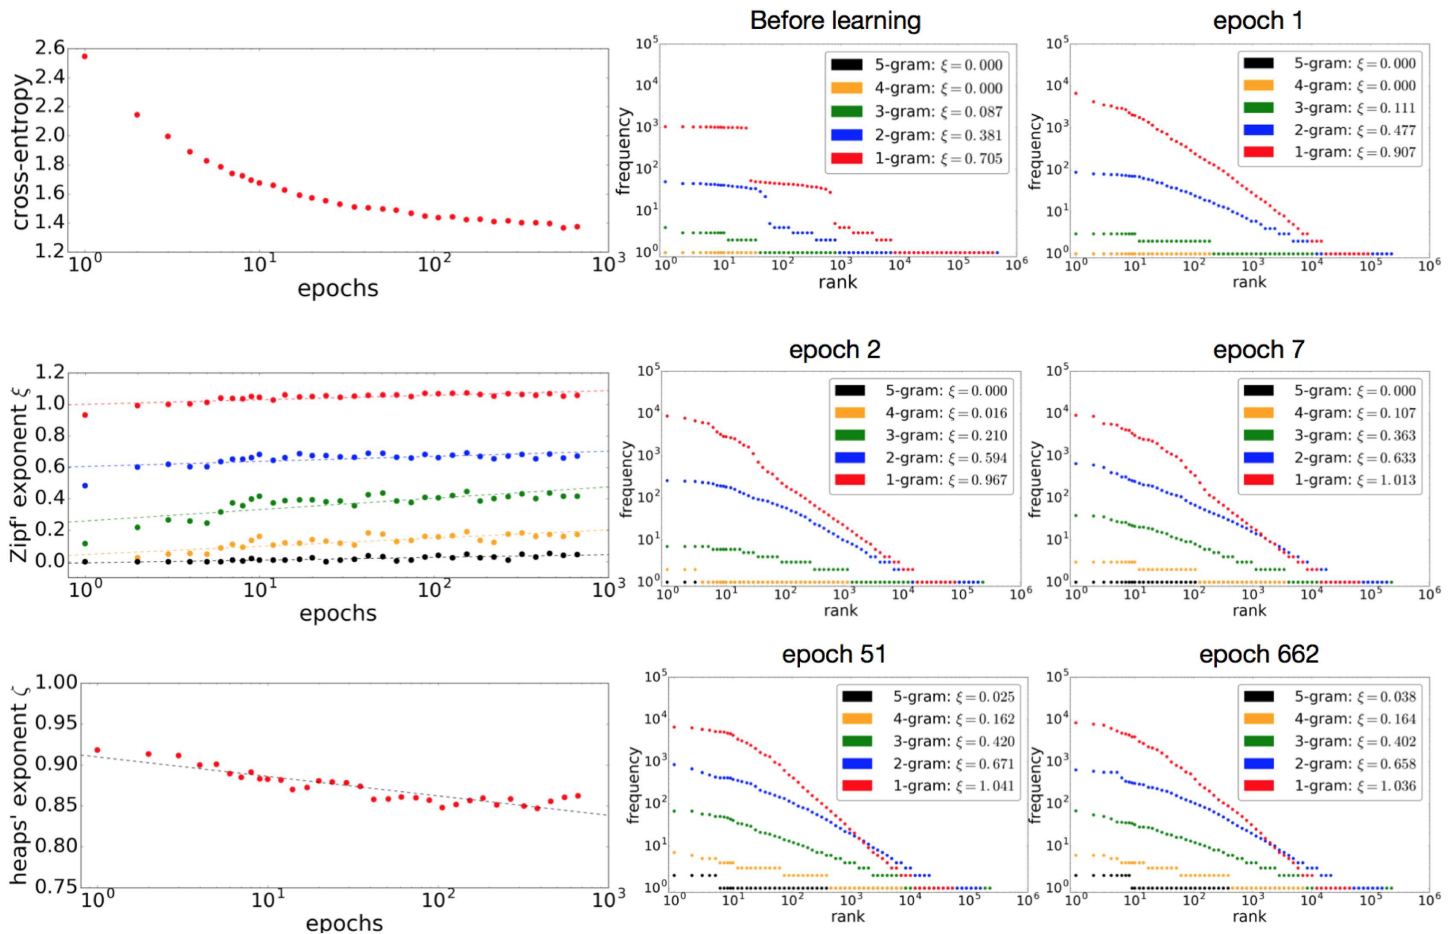 cross-entropy
2.6
2.4
2.2
2.0
1.8
1.6
1.4
1.2
10^0
10^1
10^2
10^3
epochs
Before learning
frequency
10^5
10^4
10^3
10^2
10^1
10^0
5-gram: ξ=0.000
4-gram: ξ=0.000
3-gram: ξ=0.087
2-gram: ξ=0.381
1-gram: ξ=0.705
10^0
10^1
10^2
10^3
10^4
10^5
10^6
rank
epoch 1
frequency
10^5
10^4
10^3
10^2
10^1
10^0
5-gram: ξ=0.000
4-gram: ξ=0.000
3-gram: ξ=0.111
2-gram: ξ=0.477
1-gram: ξ=0.907
10^0
10^1
10^2
10^3
10^4
10^5
10^6
rank
Zipf' exponent ξ
1.2
1.0
0.8
0.6
0.4
0.2
0.0
10^0
10^1
10^2
10^3
epochs
epoch 2
frequency
10^5
10^4
10^3
10^2
10^1
10^0
5-gram: ξ=0.000
4-gram: ξ=0.016
3-gram: ξ=0.210
2-gram: ξ=0.594
1-gram: ξ=0.967
10^0
10^1
10^2
10^3
10^4
10^5
10^6
rank
epoch 7
frequency
10^5
10^4
10^3
10^2
10^1
10^0
5-gram: ξ=0.000
4-gram: ξ=0.107
3-gram: ξ=0.363
2-gram: ξ=0.633
1-gram: ξ=1.013
10^0
10^1
10^2
10^3
10^4
10^5
10^6
rank
heaps' exponent ζ
1.00
0.95
0.90
0.85
0.80
0.75
10^0
10^1
10^2
10^3
epochs
epoch 51
frequency
10^5
10^4
10^3
10^2
10^1
10^0
5-gram: ξ=0.025
4-gram: ξ=0.162
3-gram: ξ=0.420
2-gram: ξ=0.671
1-gram: ξ=1.041
10^0
10^1
10^2
10^3
10^4
10^5
10^6
rank
epoch 662
frequency
10^5
10^4
10^3
10^2
10^1
10^0
5-gram: ξ=0.038
4-gram: ξ=0.164
3-gram: ξ=0.402
2-gram: ξ=0.658
1-gram: ξ=1.036
10^0
10^1
10^2
10^3
10^4
10^5
10^6
rank